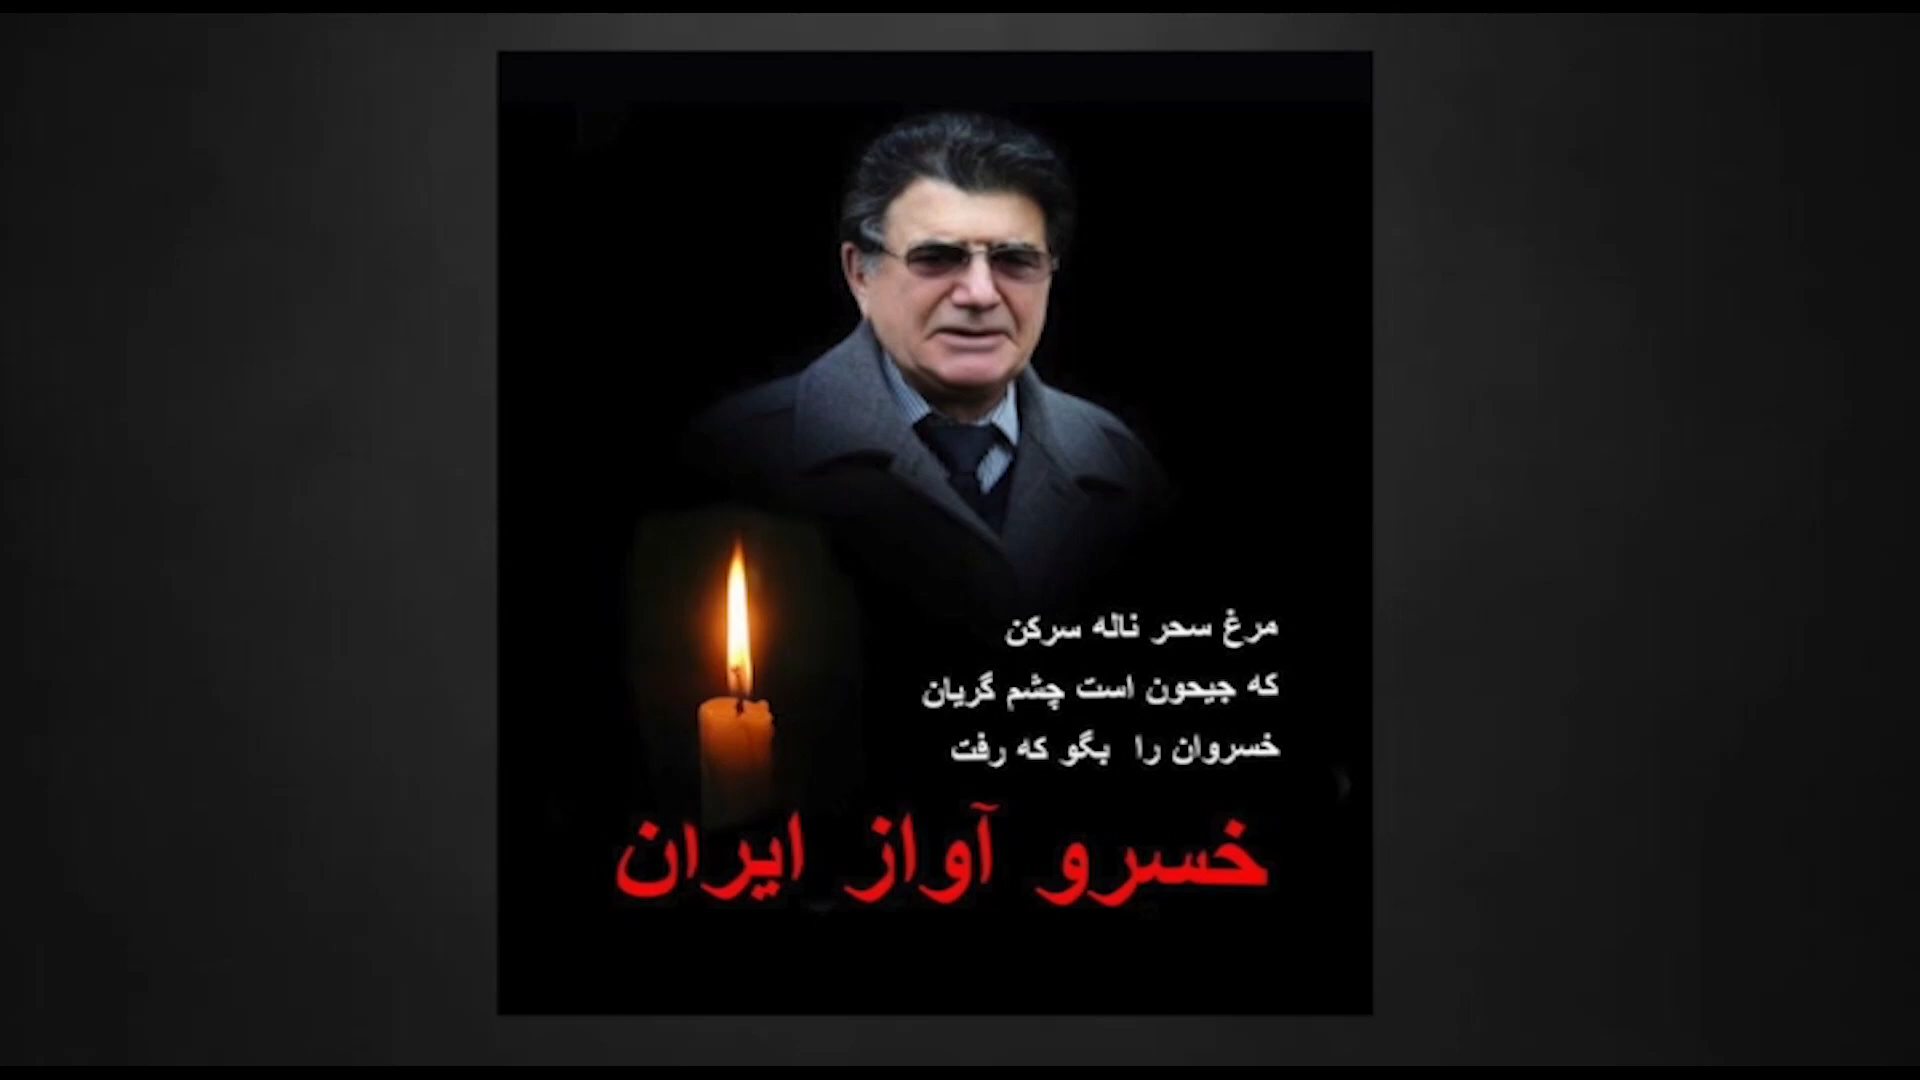 مرغ سحر ناله سرکن
که جیحون است چشم گریان
خسروان را بگو که رفت
خسرو آواز ایران